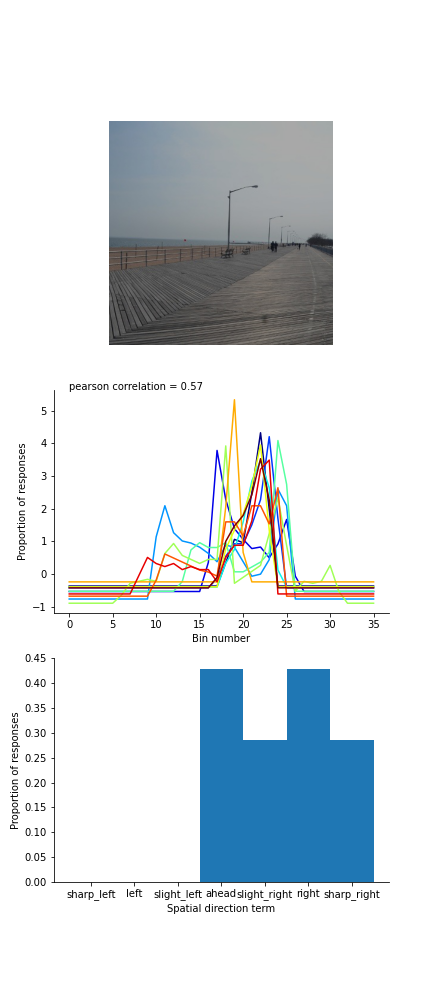 pearson correlation = 0.57
Proportion of responses
5
4
3
2
1
0
−1
0 5 10 15 20 25 30 35
Bin number
Proportion of responses
0.45
0.40
0.35
0.30
0.25
0.20
0.15
0.10
0.05
0.00
sharp_left left slight_left ahead slight_right right sharp_right
Spatial direction term